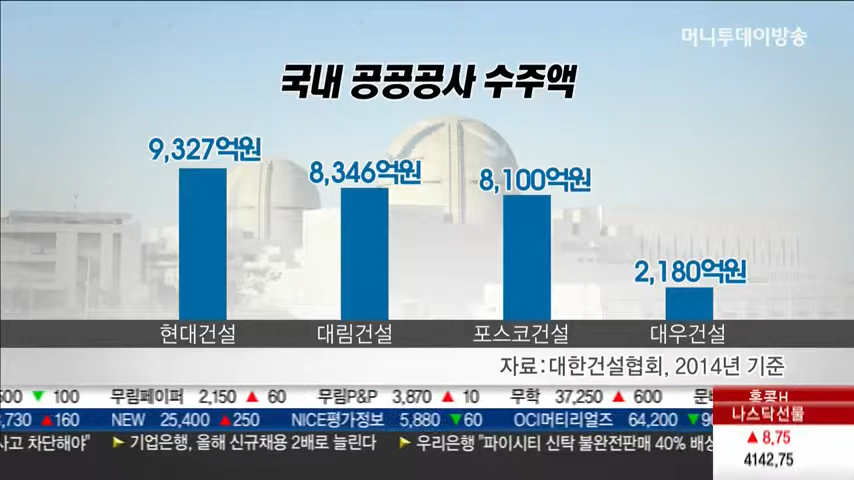 머니투데이방송
국내 공공공사 수주액
9,327억원
8,346억원
8,100억원
2,180억원
현대건설 대림건설 포스코건설 대우건설
자료:대한건설협회, 2014년 기준
500 ▼ 100 무림페이퍼 2,150 ▲ 60 무림P&P 3,870 ▲ 10 무학 37,250 ▲ 600
,730 ▲160 NEW 25,400 ▲250 NICE평가정보 5,880 ▼60 OCI머티리얼즈 64,200 ▼
사고 차단해야" ▶ 기업은행, 올해 신규채용 2배로 늘린다 ▶ 우리은행 "파이시티 신탁 불완전판매 40% 배상
홍콩H
나스닥선물
▲ 8,75
4142,75